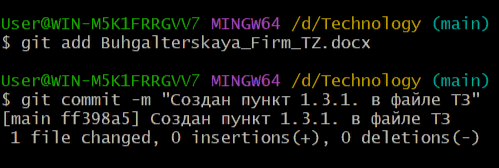 User@WIN-M5K1FRRGVV7 MINGW64 /d/Technology (main)
$ git add Buhgalterskaya_Firm_TZ.docx
User@WIN-M5K1FRRGVV7 MINGW64 /d/Technology (main)
$ git commit -m "Создан пункт 1.3.1. в файле ТЗ"
[main ff398a5] Создан пункт 1.3.1. в файле ТЗ
1 file changed, 0 insertions(+), 0 deletions(-)